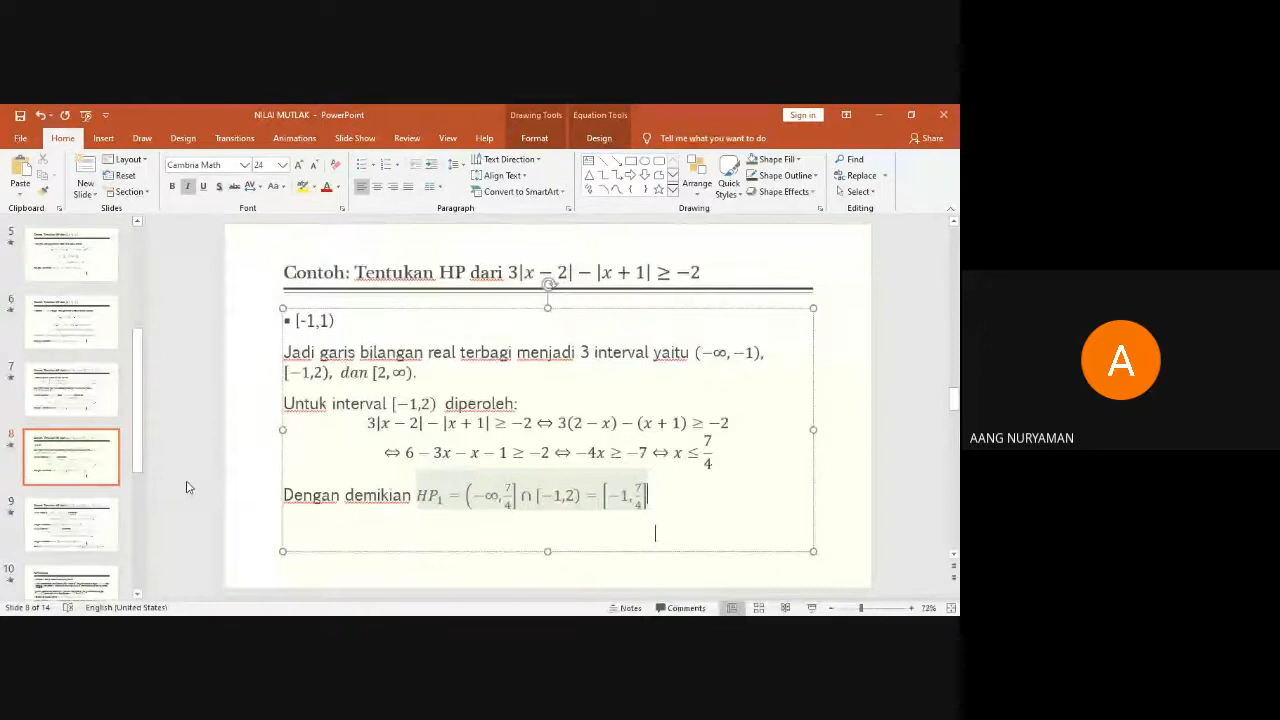 NILAI MUTLAK - PowerPoint
Drawing Tools
Equation Tools
Sign in
File
Home
Insert
Draw
Design
Transitions
Animations
Slide Show
Review
View
Help
Format
Design
Tell me what you want to do
Share
Paste
New Slide
Layout
Reset
Section
Cambria Math
24
Text Direction
Align Text
Convert to SmartArt
Arrange
Quick Styles
Shape Fill
Shape Outline
Shape Effects
Find
Replace
Select
Clipboard
Slides
Font
Paragraph
Drawing
Editing
5
6
7
8
9
10
Contoh: Tentukan HP dari 3|x − 2| − |x + 1| ≥ −2
▪ [-1,1)
Jadi garis bilangan real terbagi menjadi 3 interval yaitu (−∞, −1),
[−1,2), dan [2, ∞).
Untuk interval [−1,2) diperoleh:
3|x − 2| − |x + 1| ≥ −2 ⇔ 3(2 − x) − (x + 1) ≥ −2
⇔ 6 − 3x − x − 1 ≥ −2 ⇔ −4x ≥ −7 ⇔ x ≤ 7/4
Dengan demikian HP₁ = (−∞, 7/4] ∩ [−1,2) = [−1, 7/4]
A
AANG NURYAMAN
Slide 8 of 14
English (United States)
Notes
Comments
72%